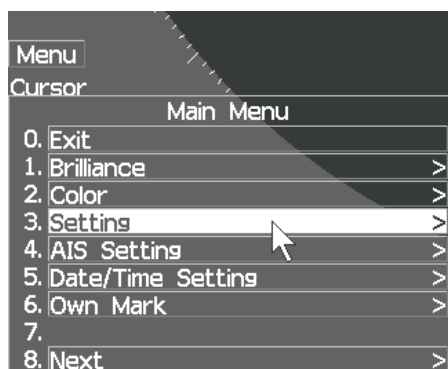 Menu
Cursor
Main Menu
0. Exit
1. Brilliance >
2. Color >
3. Setting >
4. AIS Setting >
5. Date/Time Setting >
6. Own Mark >
7.
8. Next >